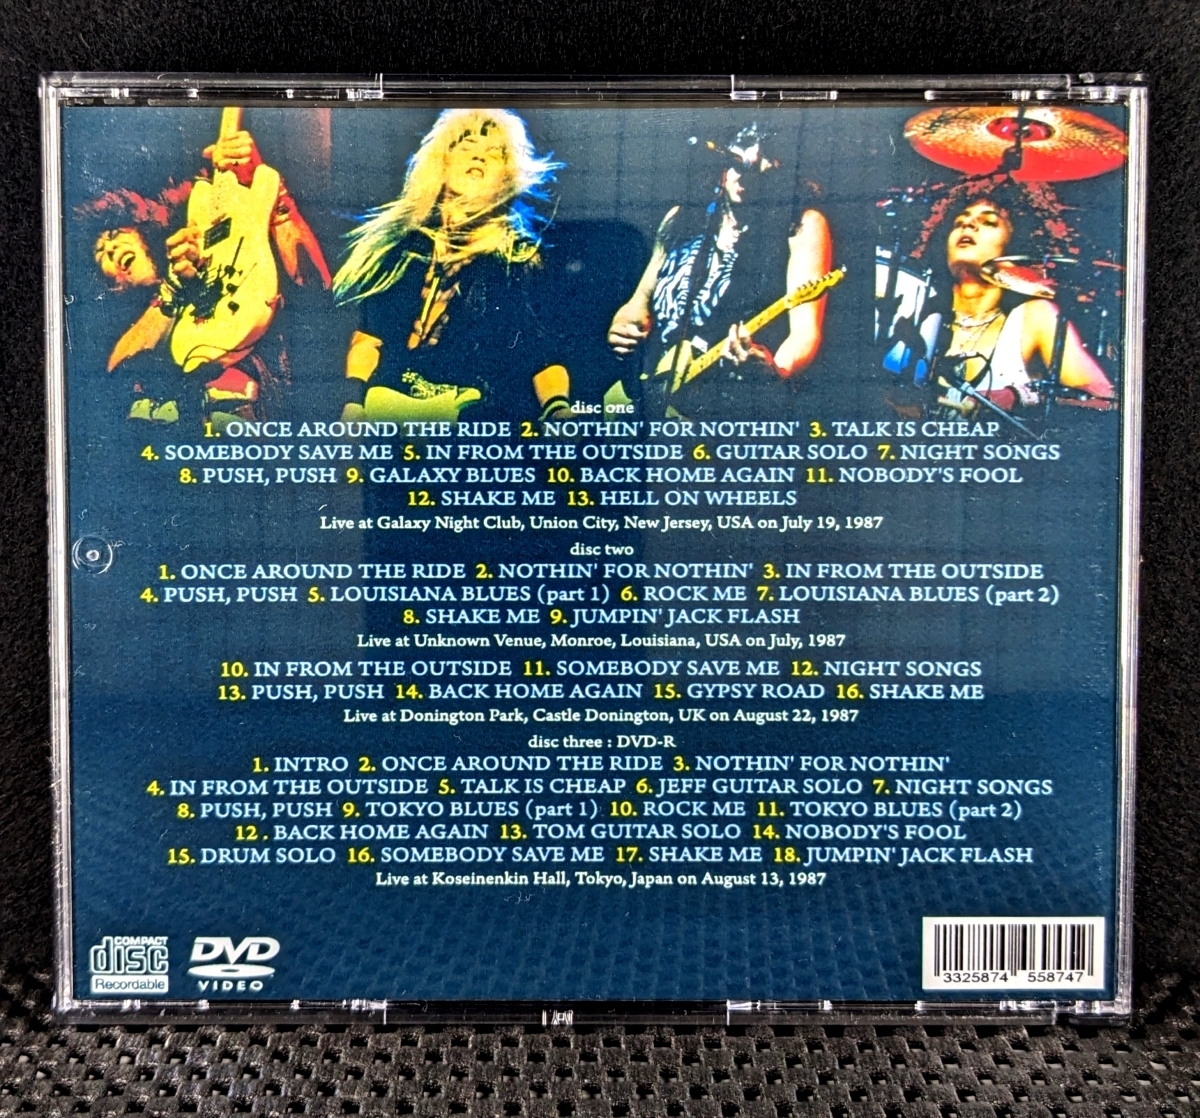 disc one
1. ONCE AROUND THE RIDE 2. NOTHIN' FOR NOTHIN' 3. TALK IS CHEAP
4. SOMEBODY SAVE ME 5. IN FROM THE OUTSIDE 6. GUITAR SOLO 7. NIGHT SONGS
8. PUSH, PUSH 9. GALAXY BLUES 10. BACK HOME AGAIN 11. NOBODY'S FOOL
12. SHAKE ME 13. HELL ON WHEELS
Live at Galaxy Night Club, Union City, New Jersey, USA on July 19, 1987
disc two
1. ONCE AROUND THE RIDE 2. NOTHIN' FOR NOTHIN' 3. IN FROM THE OUTSIDE
4. PUSH, PUSH 5. LOUISIANA BLUES (part 1) 6. ROCK ME 7. LOUISIANA BLUES (part 2)
8. SHAKE ME 9. JUMPIN' JACK FLASH
Live at Unknown Venue, Monroe, Louisiana, USA on July, 1987
10. IN FROM THE OUTSIDE 11. SOMEBODY SAVE ME 12. NIGHT SONGS
13. PUSH, PUSH 14. BACK HOME AGAIN 15. GYPSY ROAD 16. SHAKE ME
Live at Donington Park, Castle Donington, UK on August 22, 1987
disc three : DVD-R
1. INTRO 2. ONCE AROUND THE RIDE 3. NOTHIN' FOR NOTHIN'
4. IN FROM THE OUTSIDE 5. TALK IS CHEAP 6. JEFF GUITAR SOLO 7. NIGHT SONGS
8. PUSH, PUSH 9. TOKYO BLUES (part 1) 10. ROCK ME 11. TOKYO BLUES (part 2)
12 . BACK HOME AGAIN 13. TOM GUITAR SOLO 14. NOBODY'S FOOL
15. DRUM SOLO 16. SOMEBODY SAVE ME 17. SHAKE ME 18. JUMPIN' JACK FLASH
Live at Koseinenkin Hall, Tokyo, Japan on August 13, 1987
COMPACT
disc
Recordable
DVD
VIDEO
3325874 558747